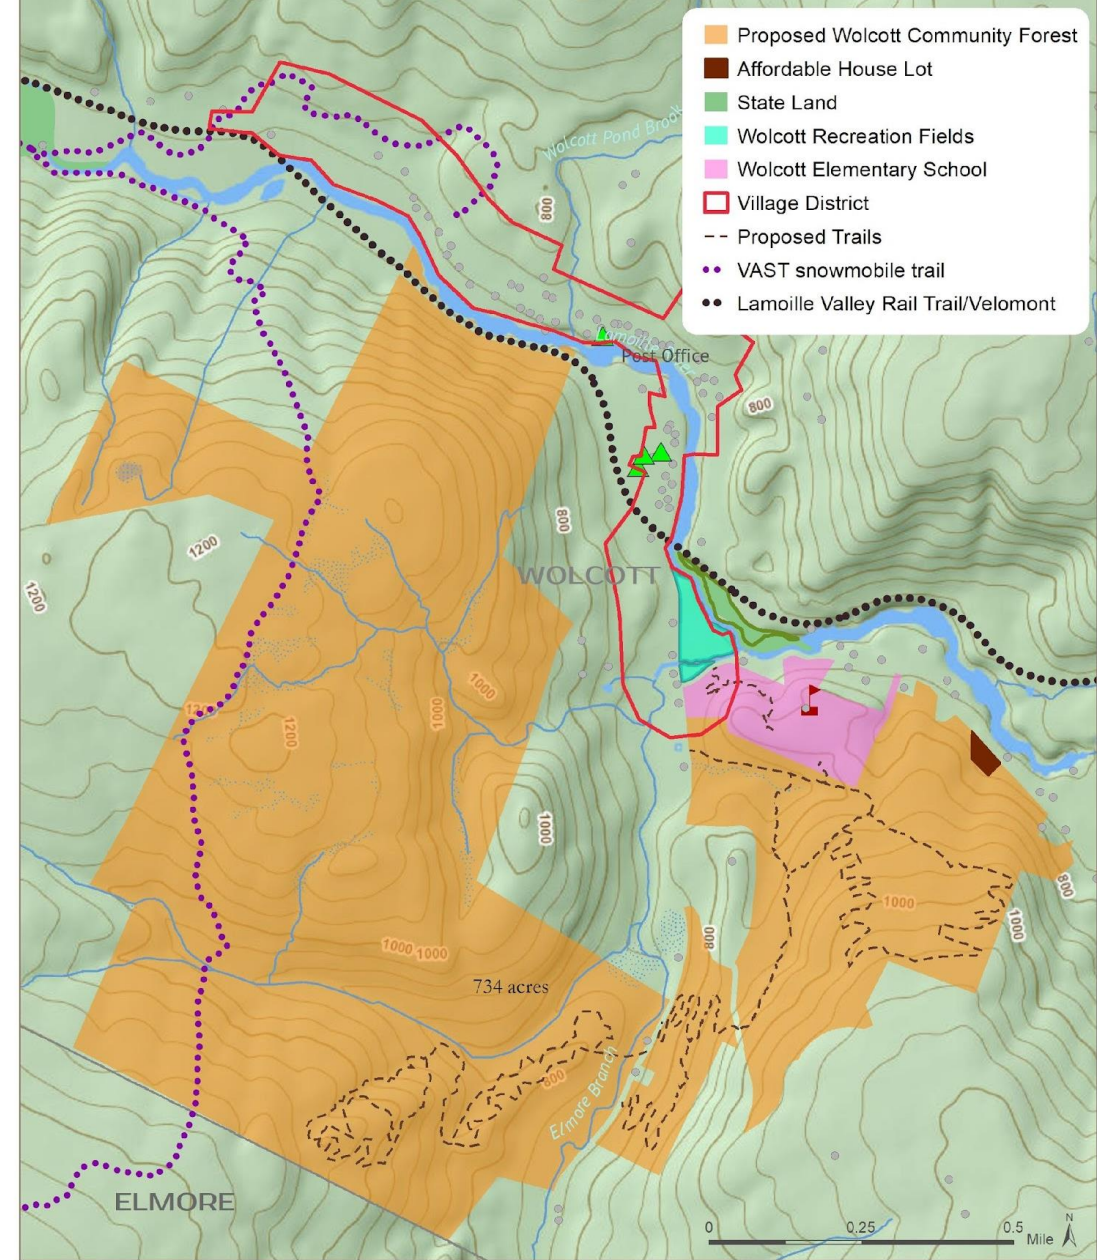 Proposed Wolcott Community Forest
Affordable House Lot
State Land
Wolcott Recreation Fields
Wolcott Elementary School
Village District
Proposed Trails
VAST snowmobile trail
Lamoille Valley Rail Trail/Velomont
Wolcott Pond Brook
800
Lamoille
Post Office
800
800
WOLCOTT
1200
1200
1000
1000
1200
1000
800
1000
1000
800
1000 1000
734 acres
800
Elmore Branch
ELMORE
0 0.25 0.5
Mile
N